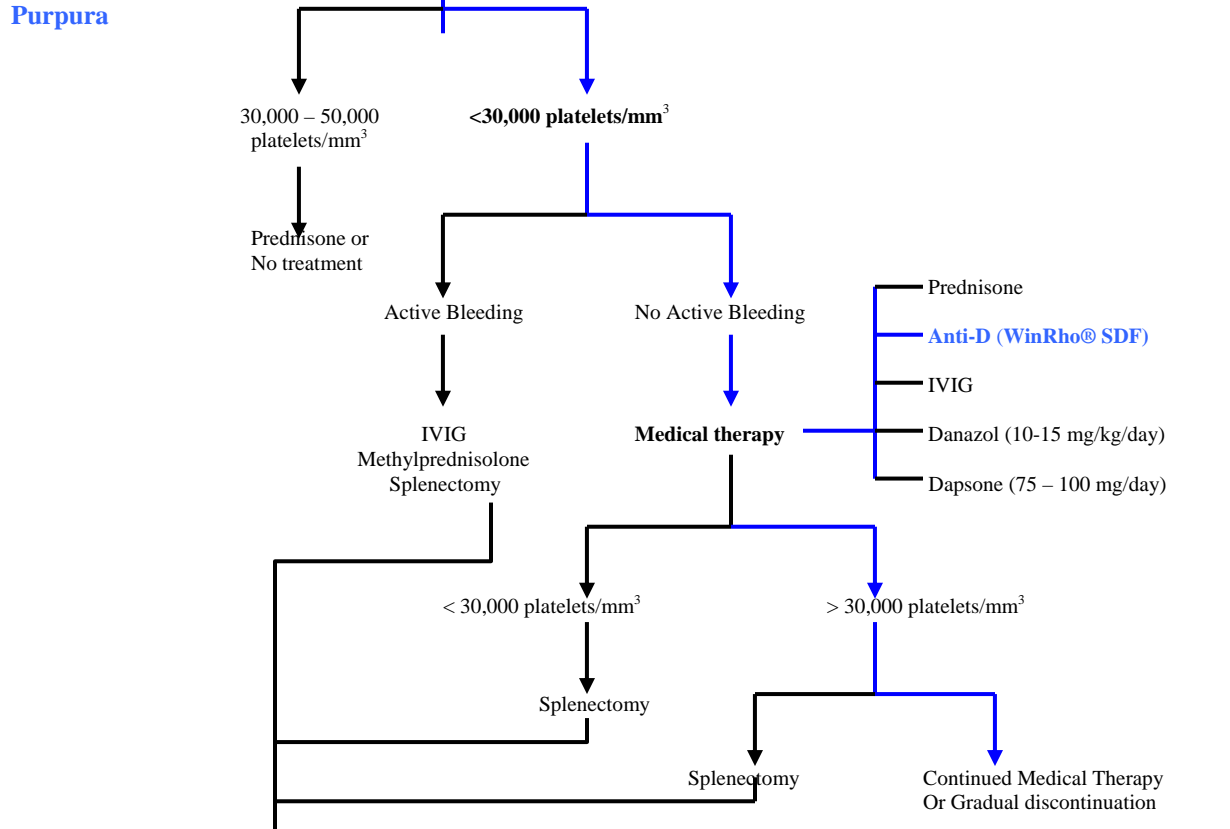 Purpura
30,000 – 50,000
platelets/mm³
<30,000 platelets/mm³
Prednisone or
No treatment
Active Bleeding
No Active Bleeding
Prednisone
Anti-D (WinRho® SDF)
IVIG
Danazol (10-15 mg/kg/day)
Dapsone (75 – 100 mg/day)
IVIG
Methylprednisolone
Splenectomy
Medical therapy
< 30,000 platelets/mm³
> 30,000 platelets/mm³
Splenectomy
Splenectomy
Continued Medical Therapy
Or Gradual discontinuation